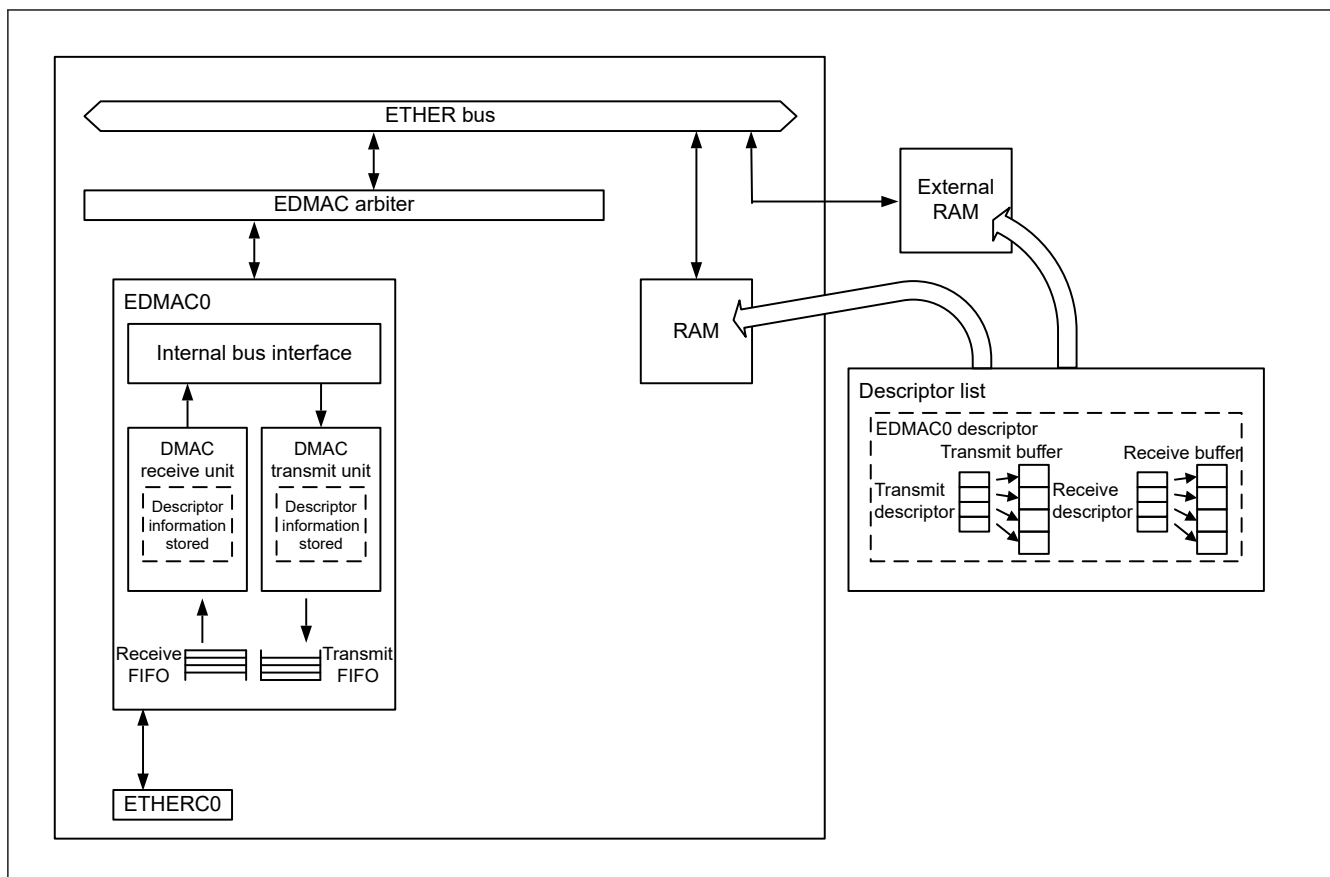 ETHER bus
EDMAC arbiter
External
RAM
EDMAC0
Internal bus interface
RAM
DMAC
receive unit
Descriptor
information
stored
DMAC
transmit unit
Descriptor
information
stored
Receive
FIFO
Transmit
FIFO
ETHERC0
Descriptor list
EDMAC0 descriptor
Transmit buffer
Receive buffer
Transmit
descriptor
Receive
descriptor